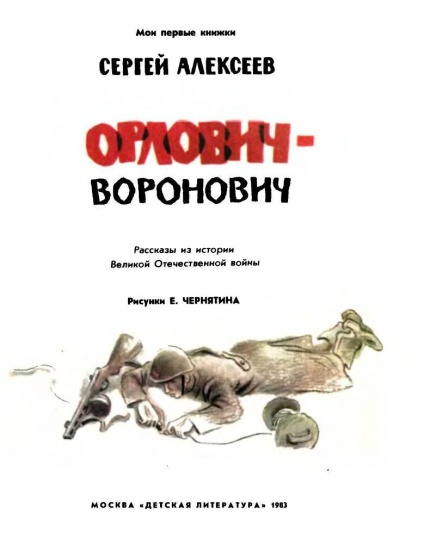 Мои первые книжки
СЕРГЕЙ АЛЕКСЕЕВ
ОРЛОВИЧ-
ВОРОНОВИЧ
Рассказы из истории
Великой Отечественной войны
Рисунки Е. ЧЕРНЯТИНА
МОСКВА «ДЕТСКАЯ ЛИТЕРАТУРА» 1983